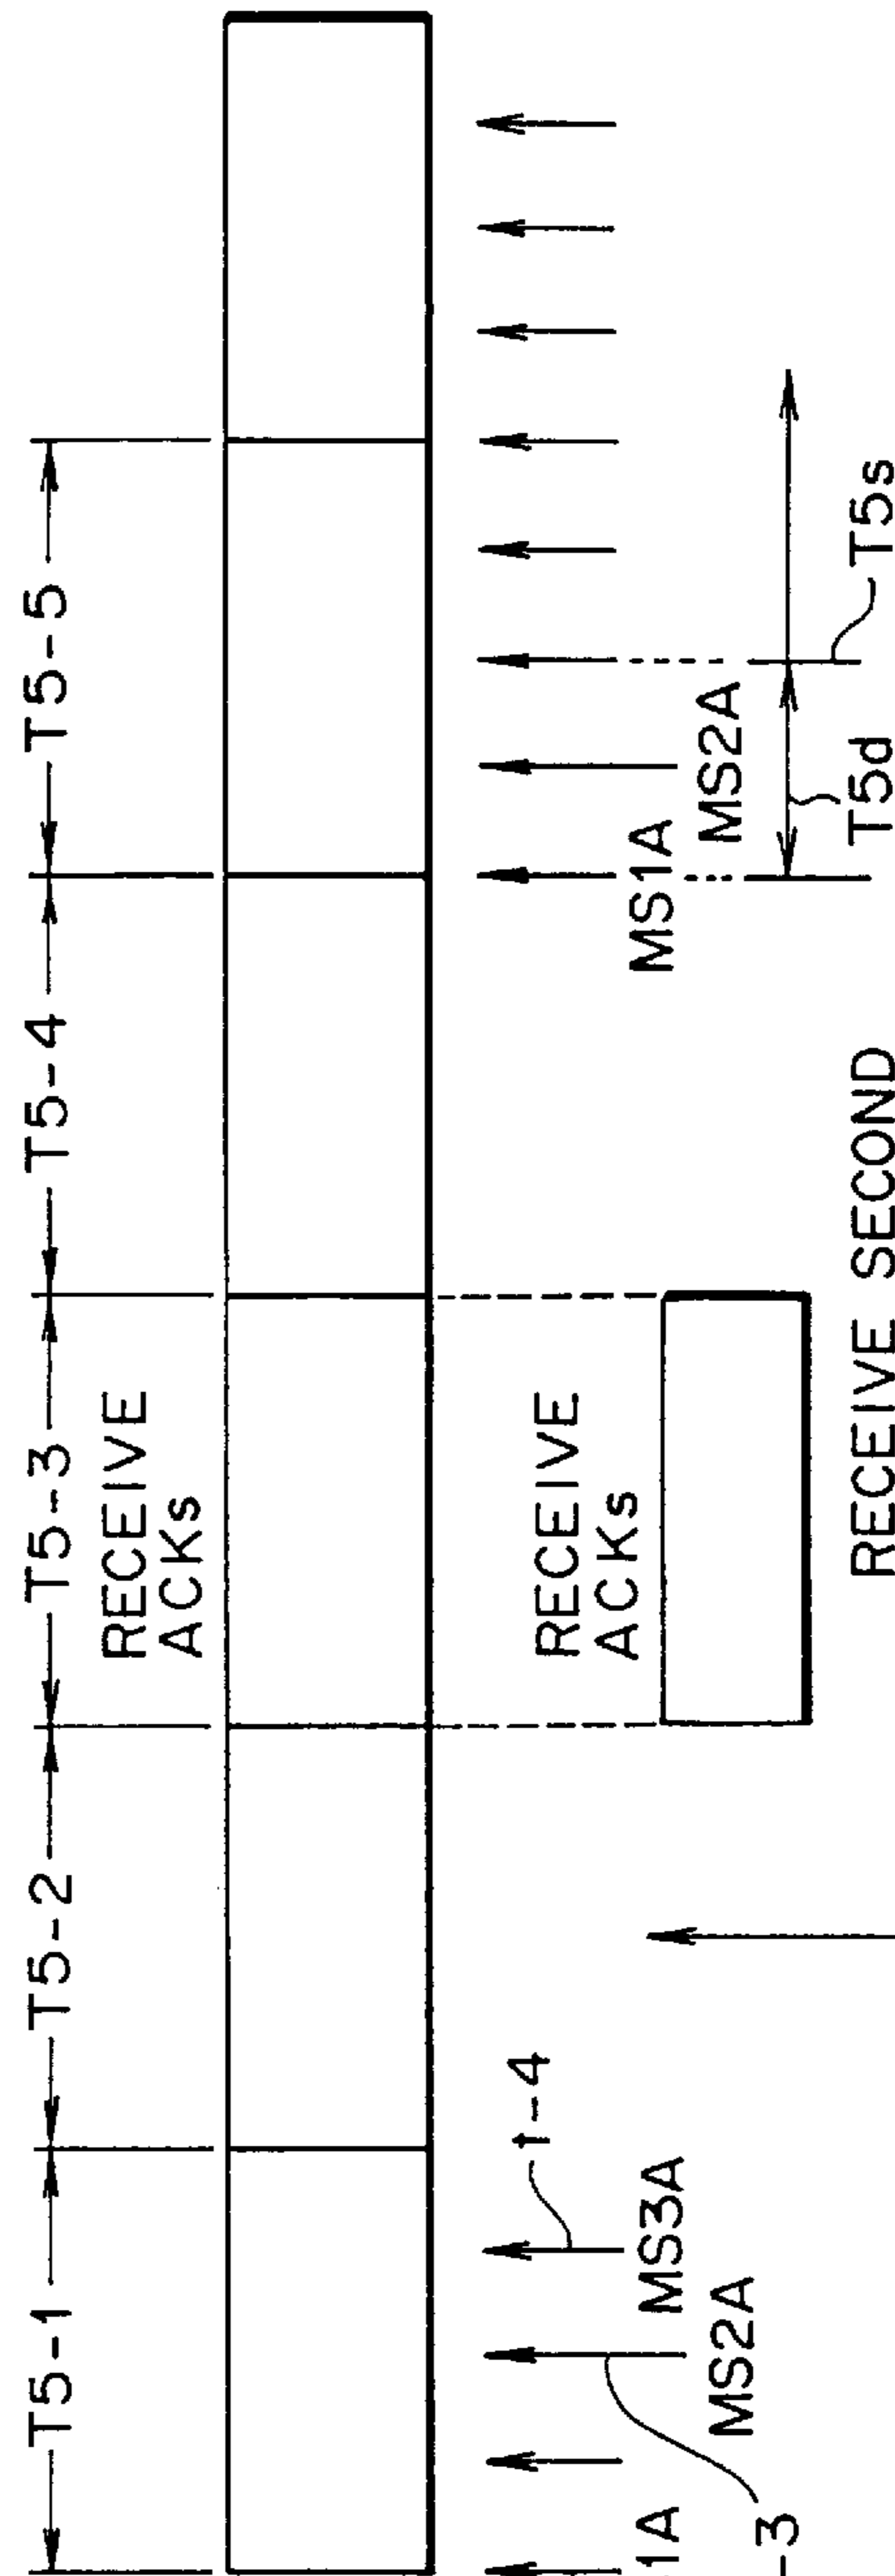 T5-1
T5-2
T5-3
T5-4
T5-5
RECEIVE
ACKs
t-4
MS3A
MS2A
1A
-3
RECEIVE
ACKs
MS1A
MS2A
T5d
T5s
RECEIVE SECOND